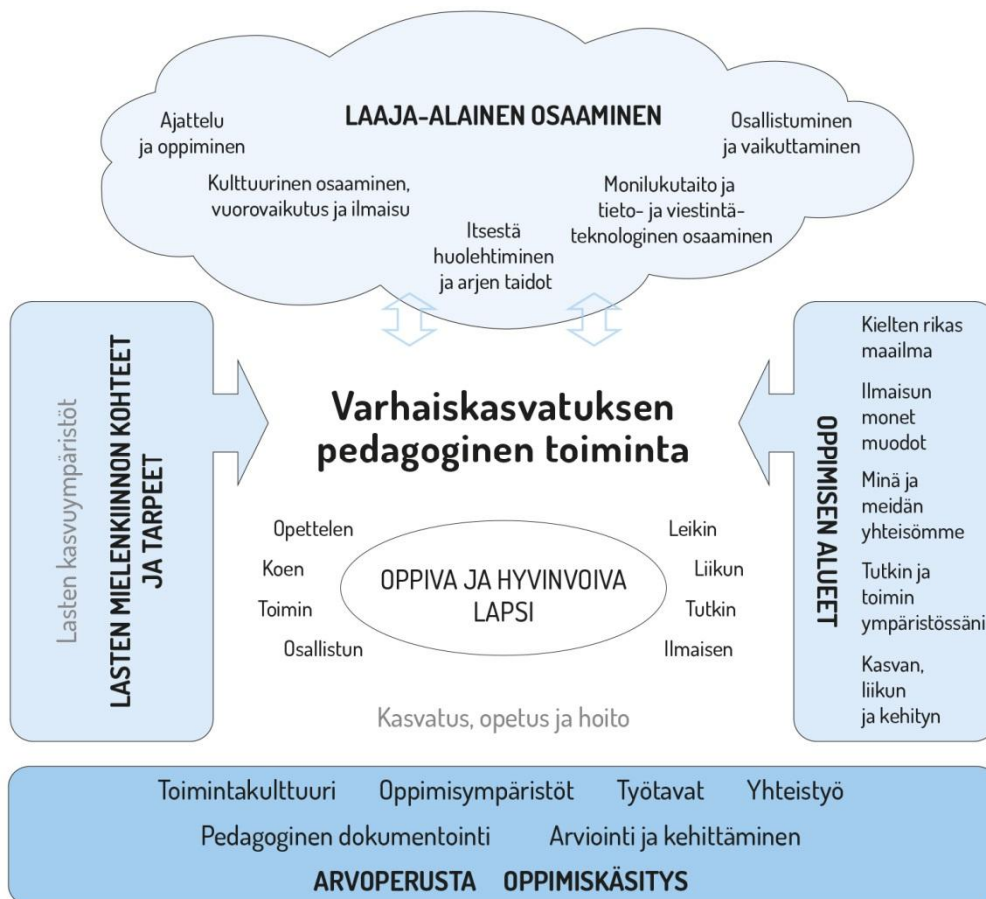 LAAJA-ALAINEN OSAAMINEN
Ajattelu
ja oppiminen
Kulttuurinen osaaminen,
vuorovaikutus ja ilmaisu
Itsestä
huolehtiminen
ja arjen taidot
Monilukutaito ja
tieto- ja viestintä-
teknologinen osaaminen
Osallistuminen
ja vaikuttaminen
Lasten kasvuympäristöt
LASTEN MIELENKIINNON KOHTEET
JA TARPEET
Varhaiskasvatuksen
pedagoginen toiminta
Opettelen
Koen
Toimin
Osallistun
OPPIVA JA HYVINVOIVA
LAPSI
Leikin
Liikun
Tutkin
Ilmaisen
Kasvatus, opetus ja hoito
OPPIMISEN ALUEET
Kielten rikas
maailma
Ilmaisun
monet
muodot
Minä ja
meidän
yhteisömme
Tutkin ja
toimin
ympäristössäni
Kasvan,
liikun
ja kehityn
Toimintakulttuuri Oppimisympäristöt Työtavat Yhteistyö
Pedagoginen dokumentointi Arviointi ja kehittäminen
ARVOPERUSTA OPPIMISKÄSITYS